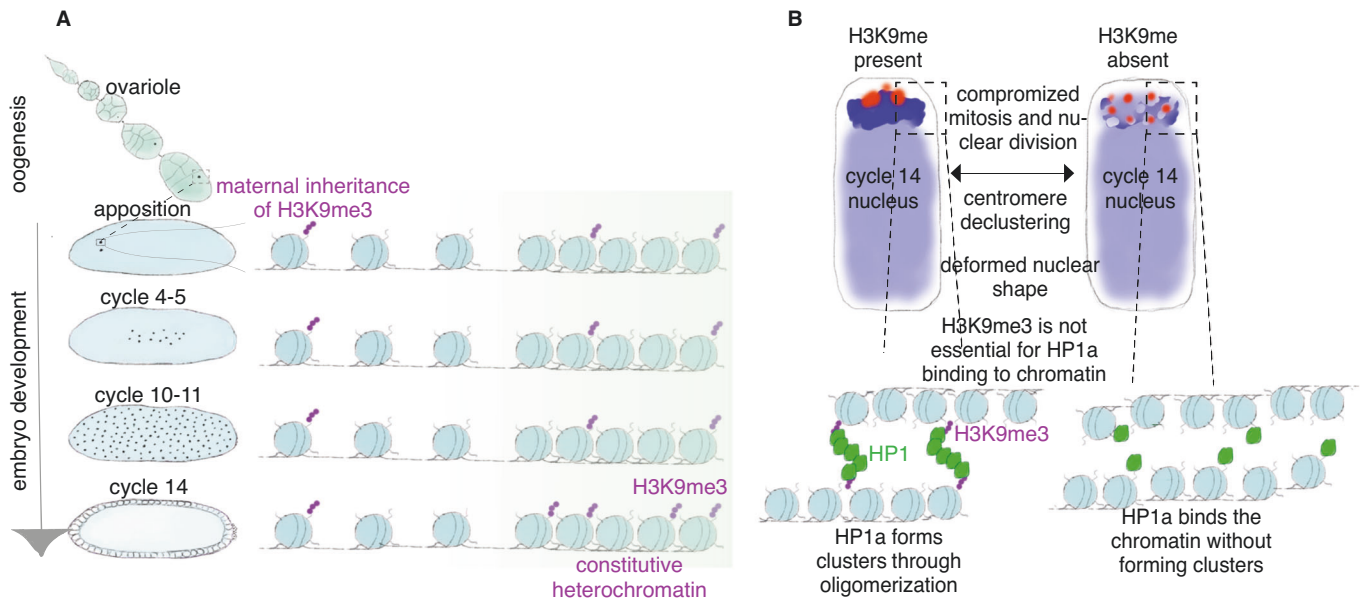 A
oogenesis
ovariole
apposition
maternal inheritance
of H3K9me3
embryo development
cycle 4-5
cycle 10-11
cycle 14
H3K9me3
constitutive
heterochromatin
B
H3K9me
present
H3K9me
absent
compromized
mitosis and nu-
clear division
cycle 14
nucleus
cycle 14
nucleus
centromere
declustering
deformed nuclear
shape
H3K9me3 is not
essential for HP1a
binding to chromatin
H3K9me3
HP1
HP1a forms
clusters through
oligomerization
HP1a binds the
chromatin without
forming clusters